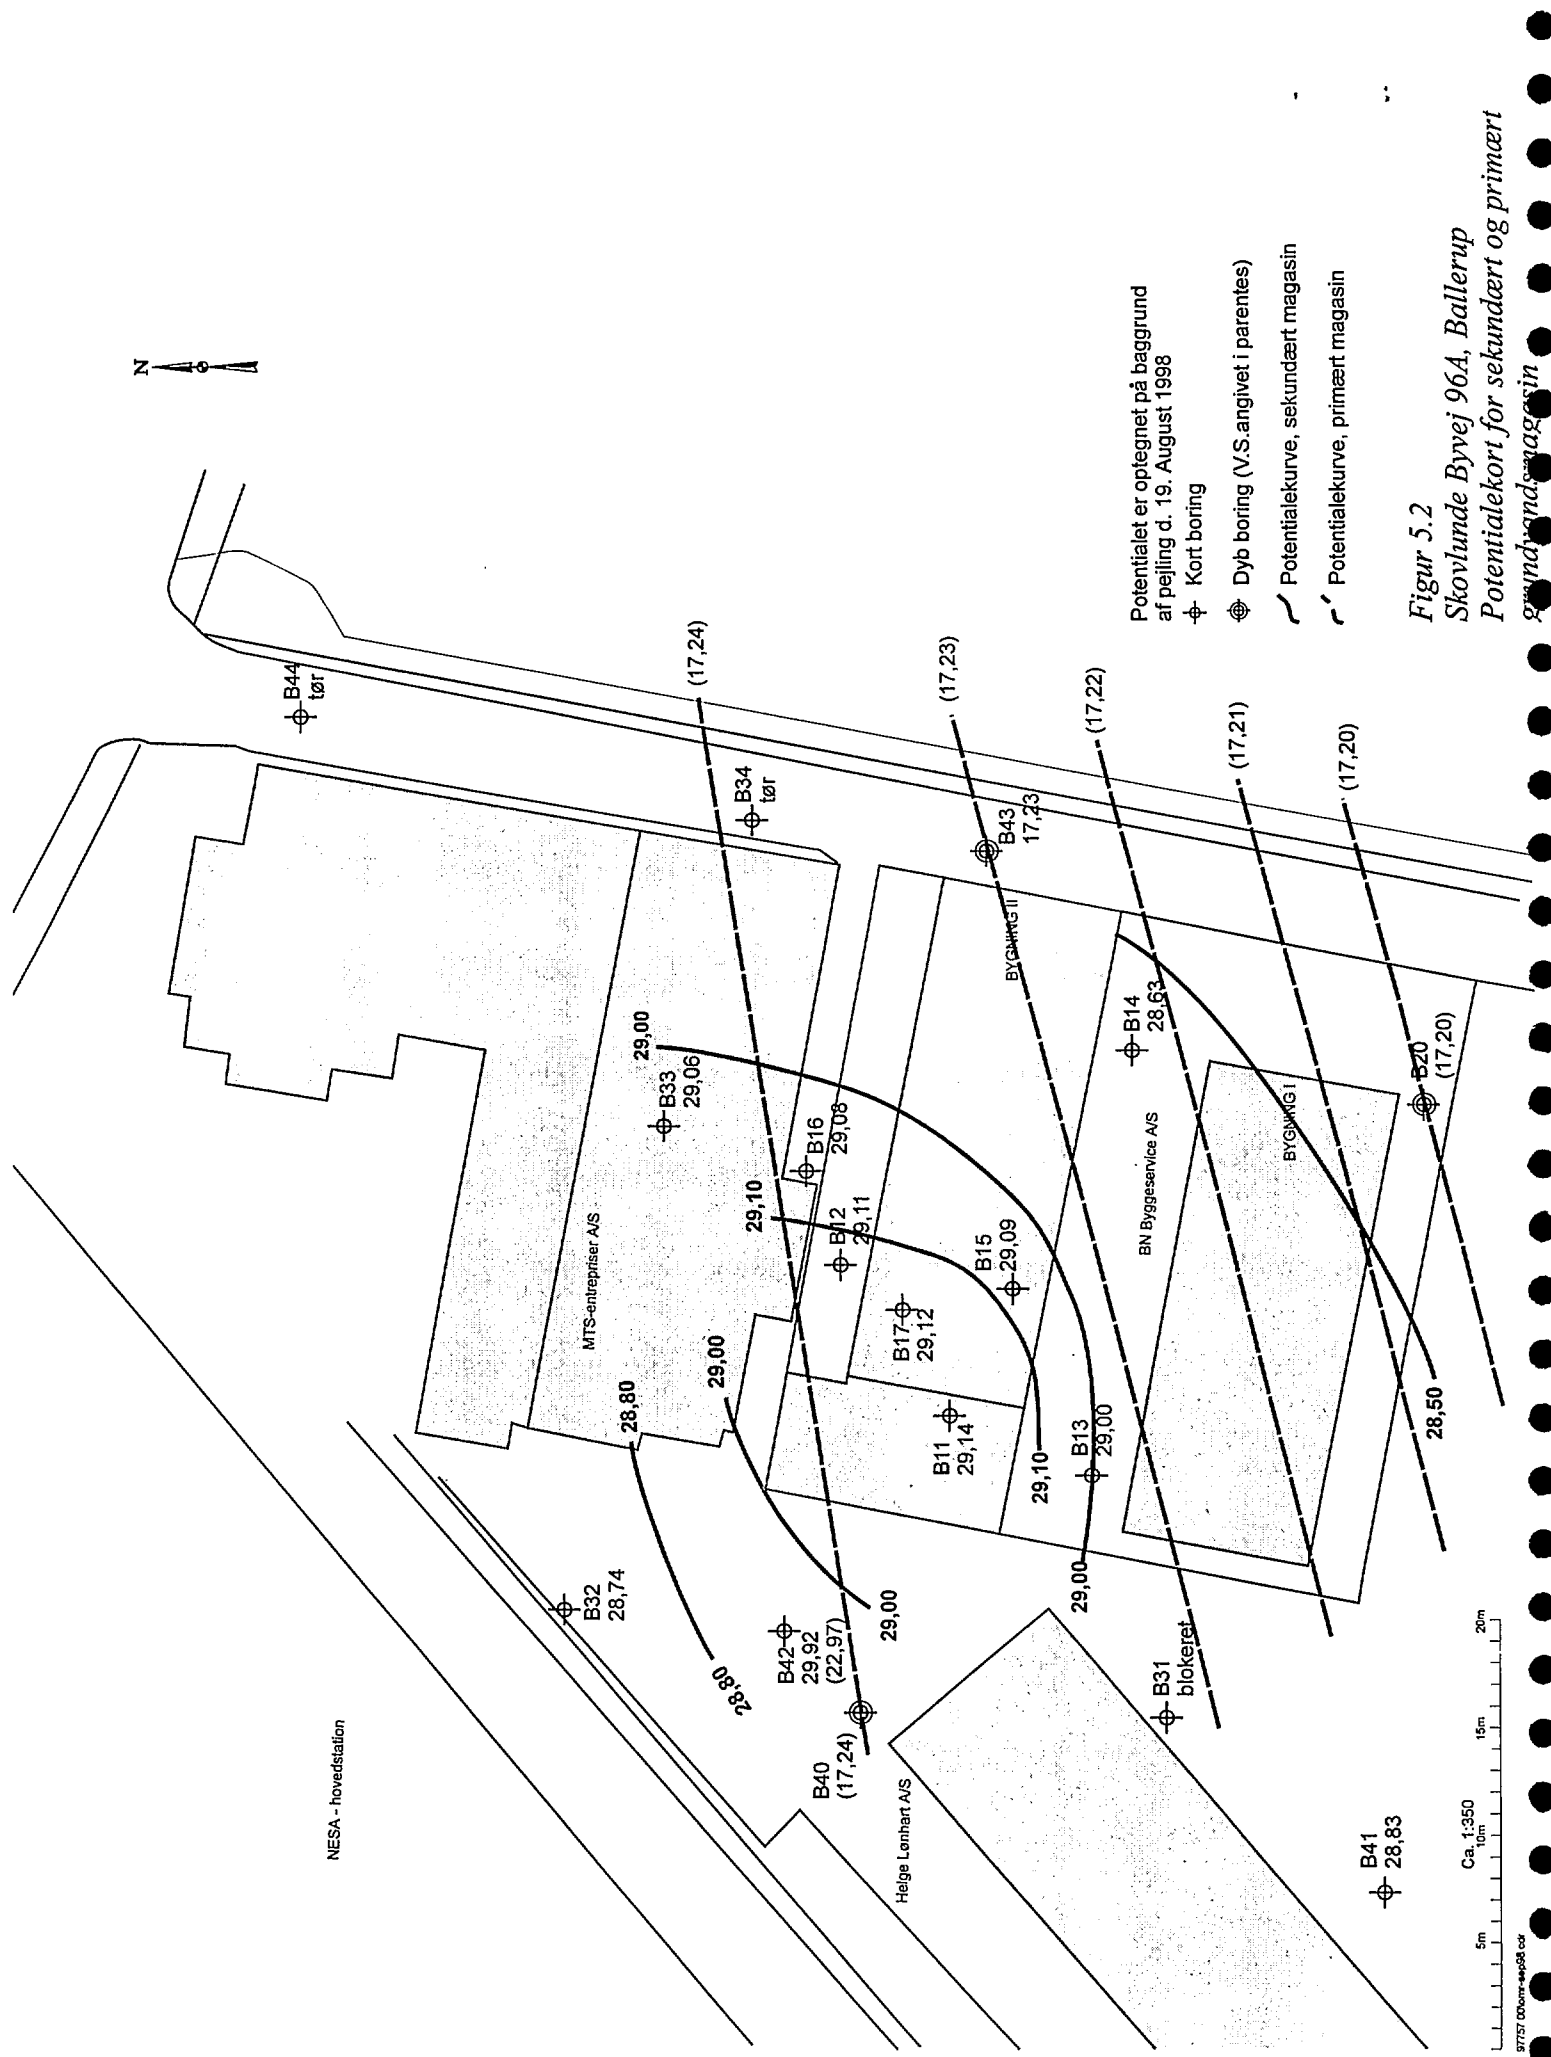 N
B44
tør
NESA - hovedstation
MTS-entrepriser A/S
29,00
B33
29,06
(17,24)
B34
tør
28,80
B32
28,74
28,80
29,00
29,10
B16
29,08
B12
29,11
B42
29,92
(22,97)
29,00
B40
(17,24)
B17
29,12
B11
29,14
B15
29,09
B43
17,23
(17,23)
BYGNING II
29,10
B13
29,00
29,00
B14
28,63
(17,22)
BN Byggeservice A/S
BYGNING I
(17,21)
(17,20)
B20
(17,20)
28,50
B31
blokeret
Helge Lønhart A/S
B41
28,83
Potentialet er optegnet på baggrund
af pejling d. 19. August 1998
Kort boring
Dyb boring (V.S.angivet i parentes)
Potentialekurve, sekundært magasin
Potentialekurve, primært magasin
Figur 5.2
Skovlunde Byvej 96A, Ballerup
Potentialekort for sekundært og primært
grundvandsmagasin
Ca. 1:350
5m 10m 15m 20m